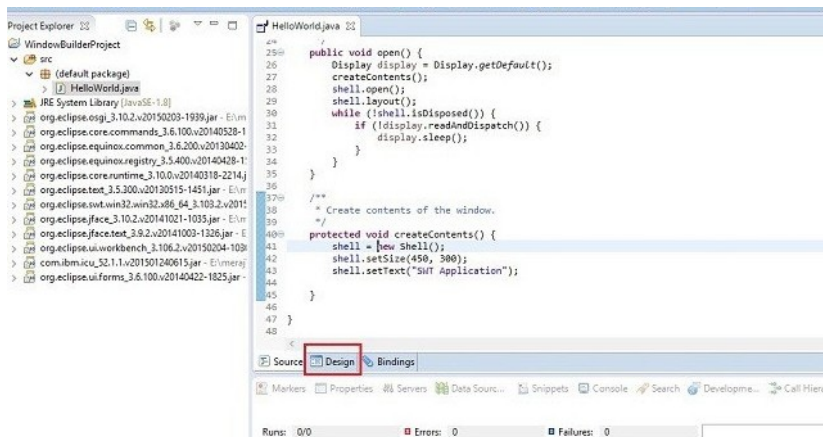 Project Explorer
WindowBuilderProject
src
(default package)
HelloWorld.java
JRE System Library [JavaSE-1.8]
org.eclipse.osgi_3.10.2.v20150203-1939.jar - E:\m
org.eclipse.core.commands_3.6.100.v20140528-1
org.eclipse.equinox.common_3.6.200.v20130402-
org.eclipse.equinox.registry_3.5.400.v20140428-1
org.eclipse.core.runtime_3.10.0.v20140318-2214.j
org.eclipse.text_3.5.300.v20130515-1451.jar - E:\m
org.eclipse.swt.win32.win32.x86_64_3.103.2.v2015
org.eclipse.jface_3.10.2.v20141021-1035.jar - E:\m
org.eclipse.jface.text_3.9.2.v20141003-1326.jar - E
org.eclipse.ui.workbench_3.106.2.v20150204-103
com.ibm.icu_52.1.1.v201501240615.jar - E:\meraj
org.eclipse.ui.forms_3.6.100.v20140422-1825.jar -
HelloWorld.java
24 */
25 public void open() {
26 Display display = Display.getDefault();
27 createContents();
28 shell.open();
29 shell.layout();
30 while (!shell.isDisposed()) {
31 if (!display.readAndDispatch()) {
32 display.sleep();
33 }
34 }
35 }
36
37 /**
38 * Create contents of the window.
39 */
40 protected void createContents() {
41 shell = new Shell();
42 shell.setSize(450, 300);
43 shell.setText("SWT Application");
44
45 }
46
47 }
48
Source Design Bindings
Markers Properties Servers Data Sourc... Snippets Console Search Developme... Call Hiera
Runs: 0/0 Errors: 0 Failures: 0